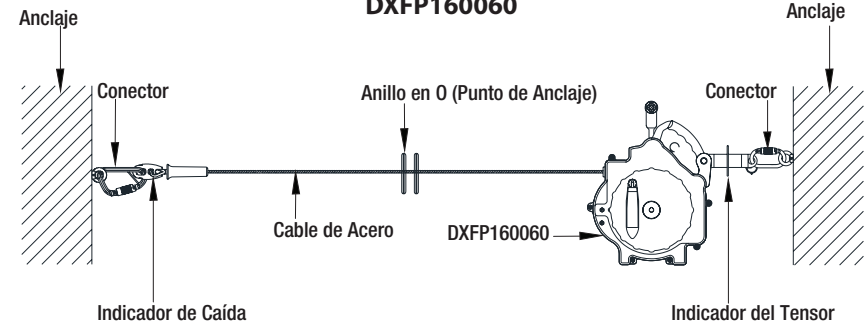 DXFP160060
Anclaje
Anclaje
Conector
Anillo en O (Punto de Anclaje)
Conector
Cable de Acero
DXFP160060
Indicador de Caída
Indicador del Tensor